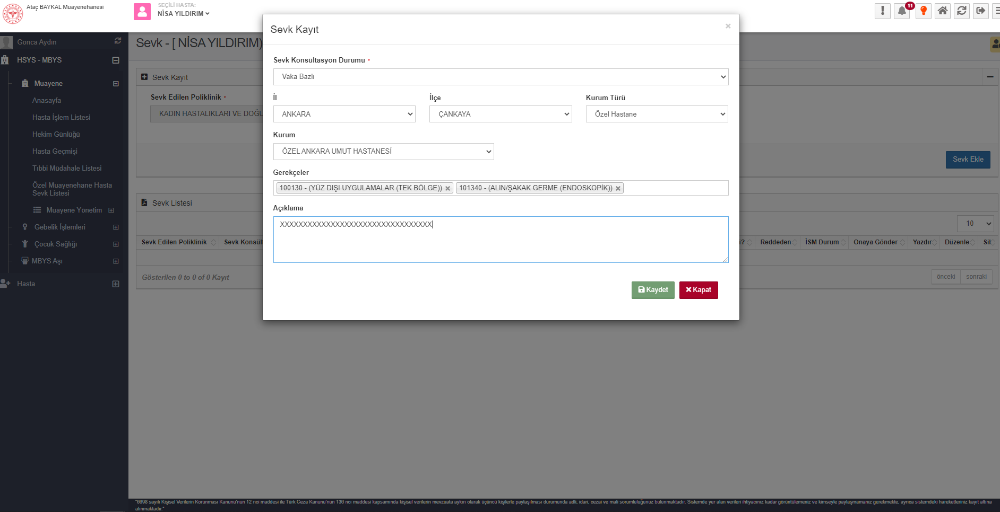 Ataç BAYKAL Muayenehanesi
SEÇİLİ HASTA:
NİSA YILDIRIM
11
Gonca Aydın
HSYS - MBYS
Muayene
Anasayfa
Hasta İşlem Listesi
Hekim Günlüğü
Hasta Geçmişi
Tıbbi Müdahale Listesi
Özel Muayenehane Hasta
Sevk Listesi
Muayene Yönetim
Gebelik İşlemleri
Çocuk Sağlığı
MBYS Aşı
Hasta
Sevk - [ NİSA YILDIRIM)
Sevk Kayıt
Sevk Edilen Poliklinik *
KADIN HASTALIKLARI VE DOĞU
Sevk Ekle
Sevk Listesi
10
Sevk Edilen Poliklinik Sevk Konsül i? Reddeden İSM Durum Onaya Gönder Yazdır Düzenle Sil
Gösterilen 0 to 0 of 0 Kayıt
önceki sonraki
Sevk Kayıt
×
Sevk Konsültasyon Durumu *
Vaka Bazlı
İl İlçe Kurum Türü
ANKARA ÇANKAYA Özel Hastane
Kurum
ÖZEL ANKARA UMUT HASTANESİ
Gerekçeler
100130 - (YÜZ DIŞI UYGULAMALAR (TEK BÖLGE)) × 101340 - (ALIN/ŞAKAK GERME (ENDOSKOPİK)) ×
Açıklama
XXXXXXXXXXXXXXXXXXXXXXXXXXXXXXXXX
Kaydet Kapat
"6698 sayılı Kişisel Verilerin Korunması Kanunu'nun 12 nci maddesi ile Türk Ceza Kanunu'nun 136 ncı maddesi kapsamında kişisel verilerin mevzuata aykırı olarak üçüncü kişilerle paylaşılması durumunda adli, idari, cezai ve mali sorumluluğunuz bulunmaktadır. Sistemde yer alan verileri ihtiyacınız kadar görüntülemeniz ve kimseyle paylaşmamanız gerekmekte, ayrıca sistemdeki hareketleriniz kayıt altına
alınmaktadır."